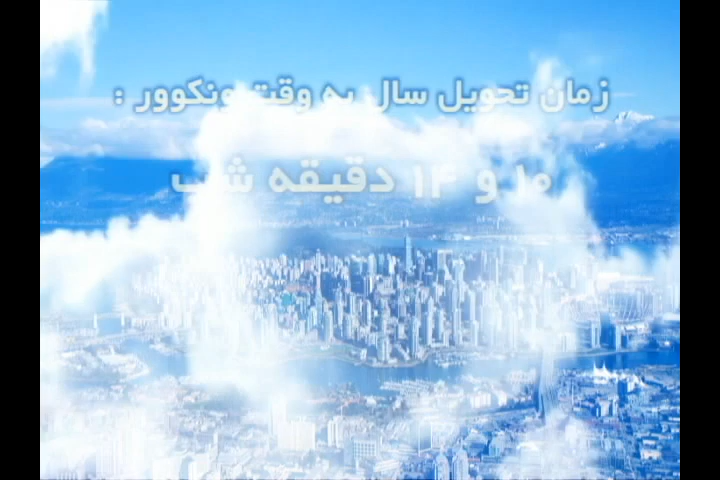 زمان تحویل سال به وقت ونکوور :
۱۰ و ۱۴ دقیقه شب